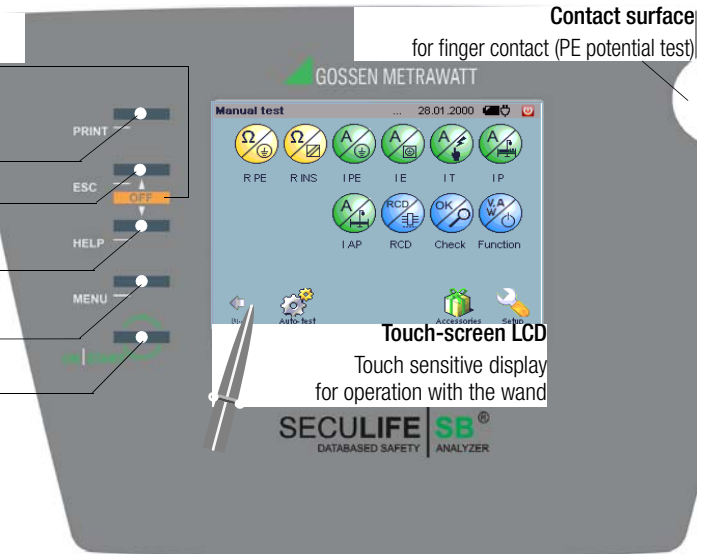 Contact surface
for finger contact (PE potential test)
GOSSEN METRAWATT
Manual test ... 28.01.2000
PRINT
ESC
OFF
HELP
MENU
Ω Ω A A A A
R PE R INS I PE I E I T I P
A RCD OK V,A W
I AP RCD Check Function
Auto-test Accessories Setup
Touch-screen LCD
Touch sensitive display
for operation with the wand
SECULIFE SB®
DATABASED SAFETY ANALYZER